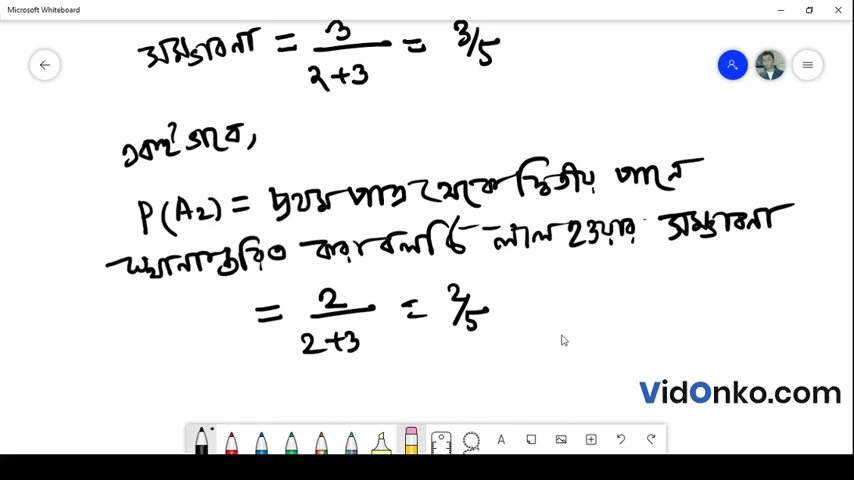 Microsoft Whiteboard
সম্ভাবনা = 3/2+3 = 3/5
একই ভাবে,
P(A2) = প্রথম পাত্র থেকে দ্বিতীয় পাত্রে
স্থানান্তরিত করা বলটি লাল হওয়ার সম্ভাবনা
= 2/2+3 = 2/5
VidOnko.com
A